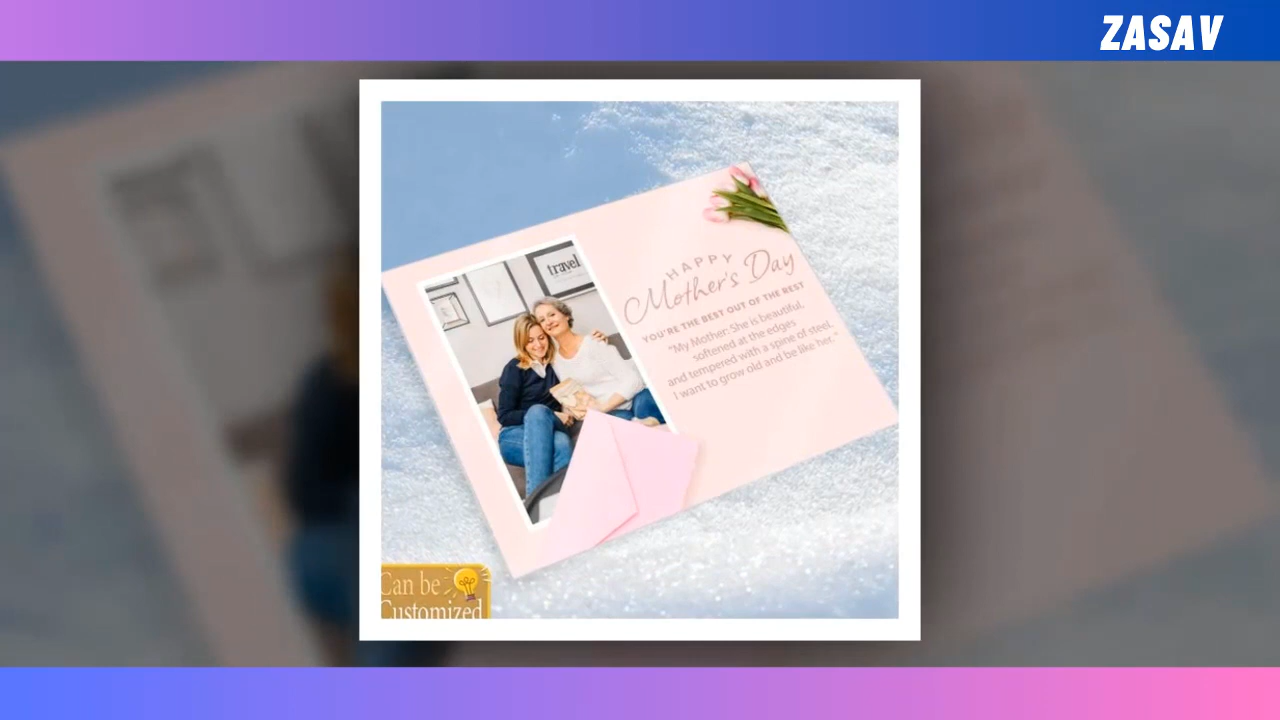 ZASAV
travel
HAPPY
Mother's Day
YOU'RE THE BEST OUT OF THE REST
"My Mother: She is beautiful,
softened at the edges
and tempered with a spine of steel.
I want to grow old and be like her."
Can be
Customized